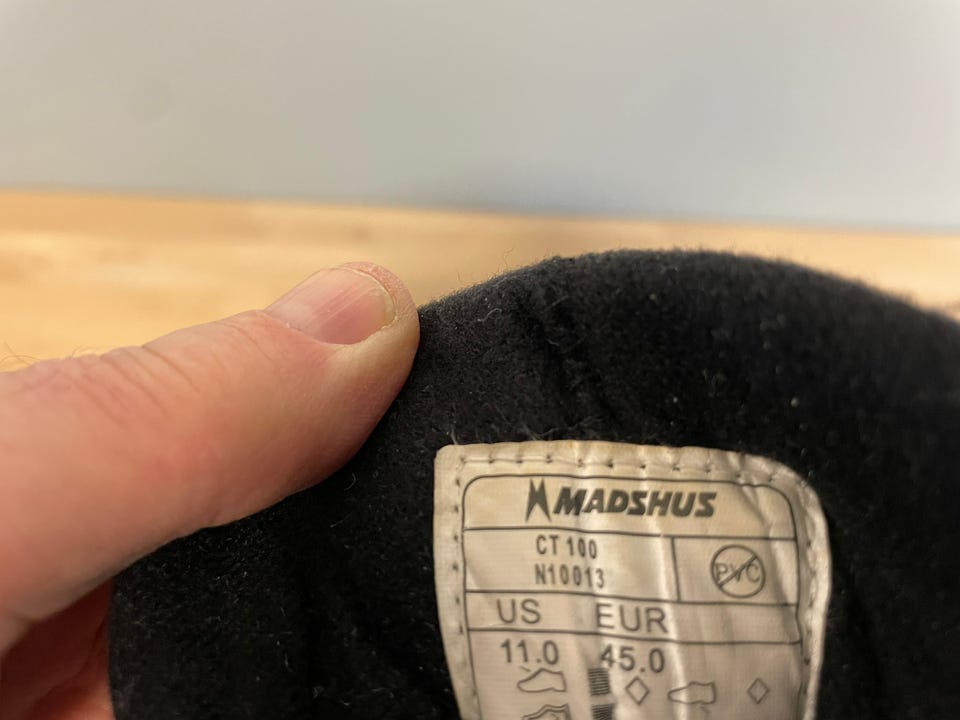 MADSHUS
CT 100
N10013
PVC
US EUR
11.0 45.0